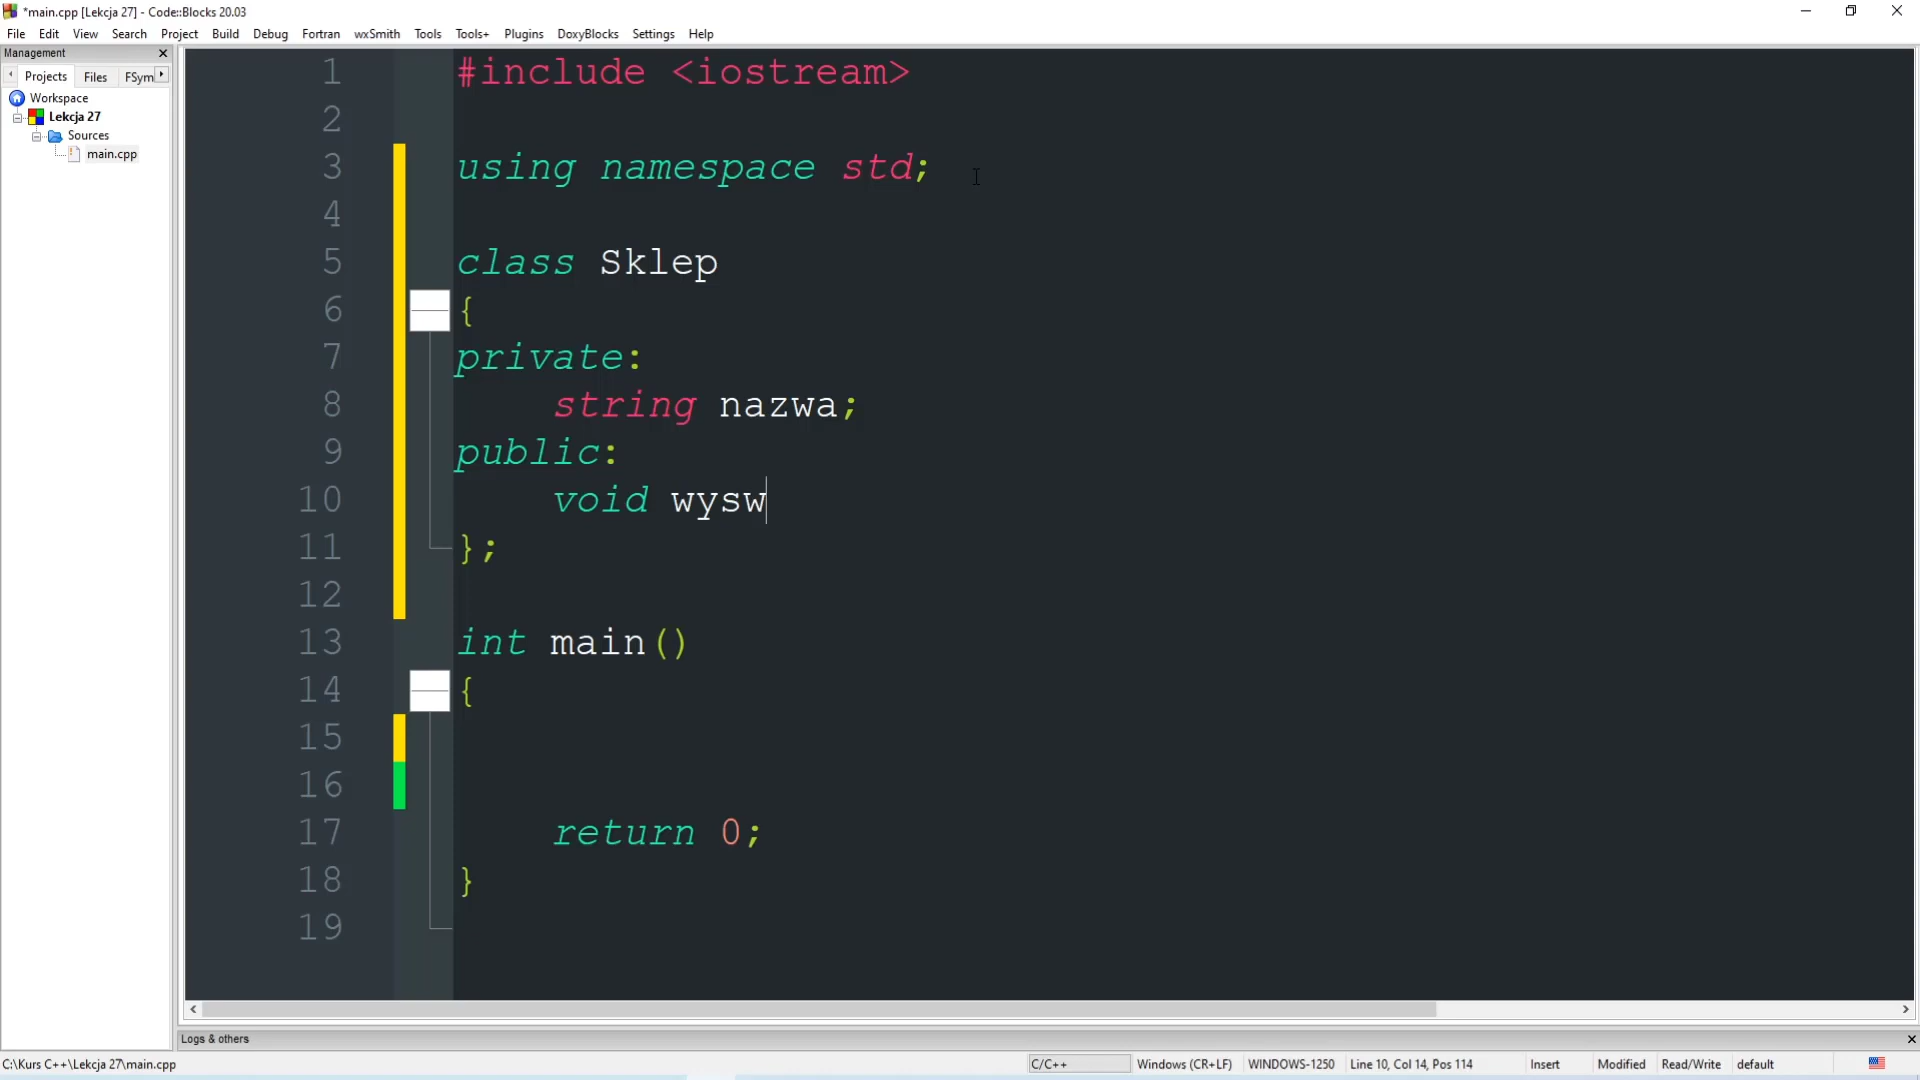 *main.cpp [Lekcja 27] - Code::Blocks 20.03
File Edit View Search Project Build Debug Fortran wxSmith Tools Tools+ Plugins DoxyBlocks Settings Help
Management
Projects Files FSym
Workspace
Lekcja 27
Sources
main.cpp
1 #include <iostream>
2
3 using namespace std;
4
5 class Sklep
6 {
7 private:
8 string nazwa;
9 public:
10 void wysw
11 };
12
13 int main()
14 {
15
16
17 return 0;
18 }
19
Logs & others
C:\Kurs C++\Lekcja 27\main.cpp C/C++ Windows (CR+LF) WINDOWS-1250 Line 10, Col 14, Pos 114 Insert Modified Read/Write default